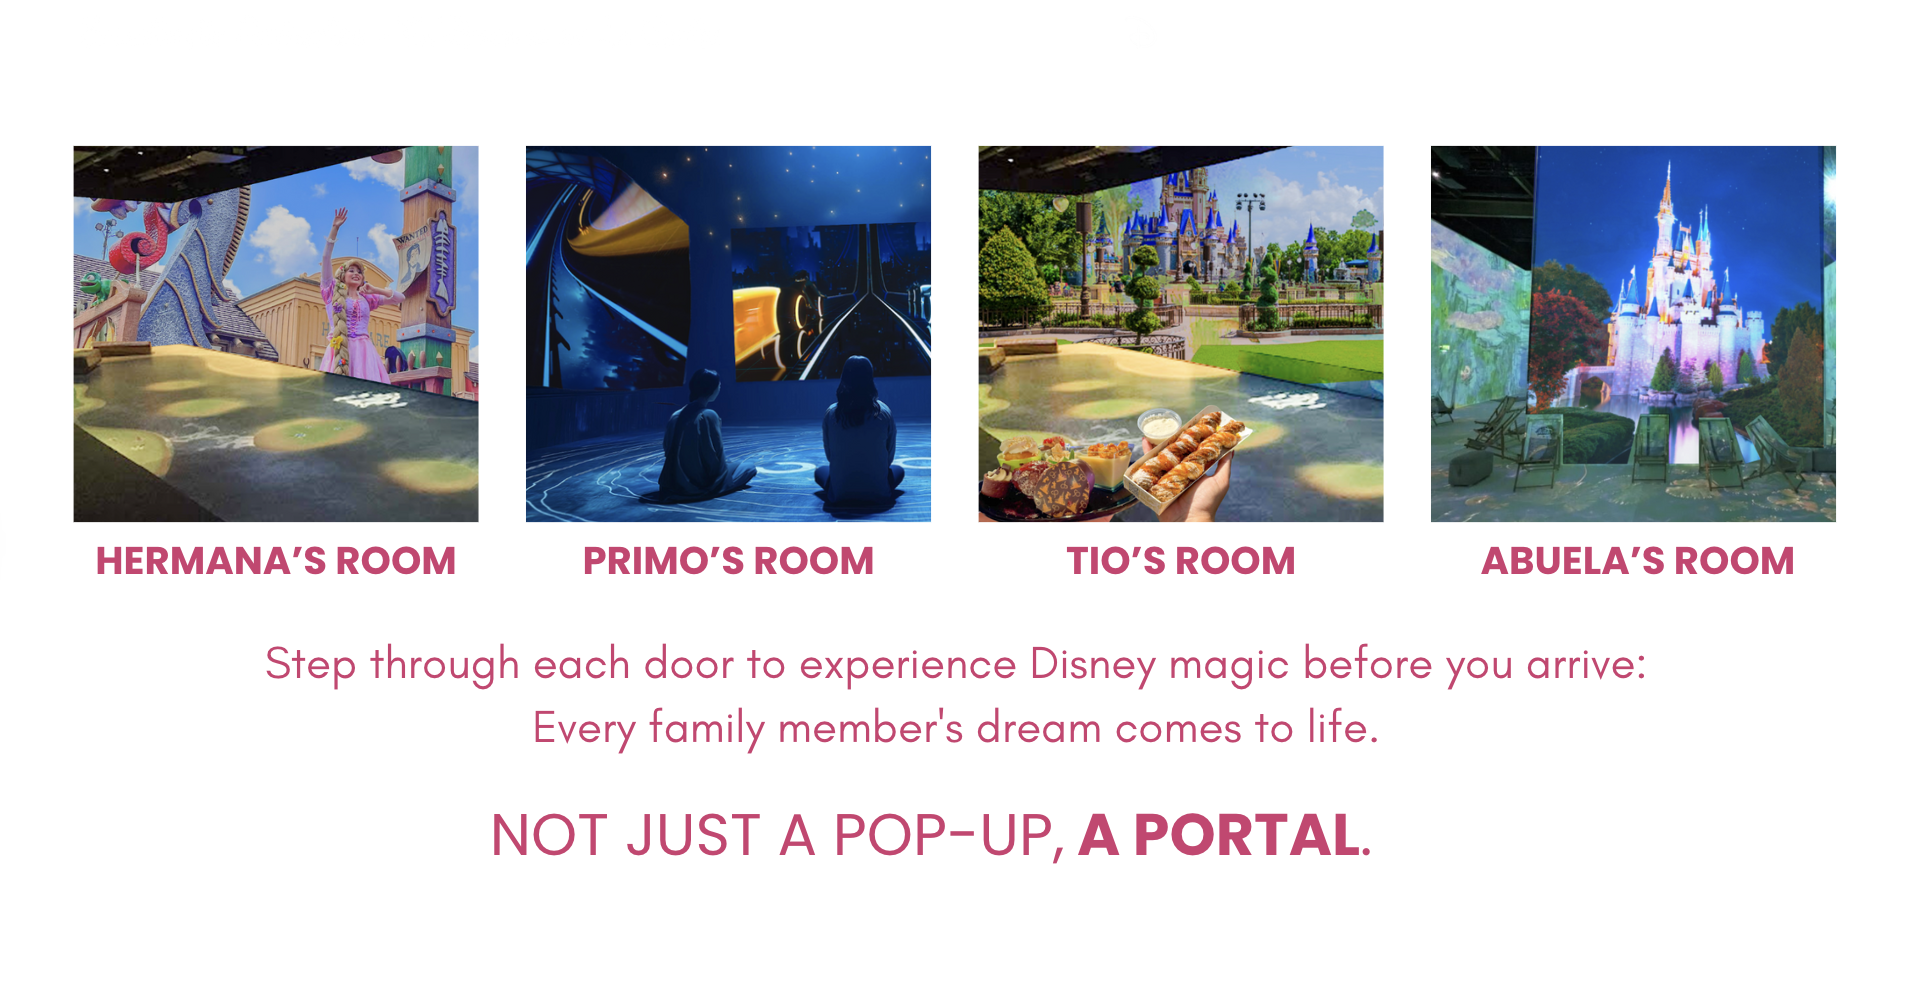 WANTED
HERMANA’S ROOM
PRIMO’S ROOM
TIO’S ROOM
ABUELA’S ROOM
Step through each door to experience Disney magic before you arrive:
Every family member's dream comes to life.
NOT JUST A POP-UP, A PORTAL.